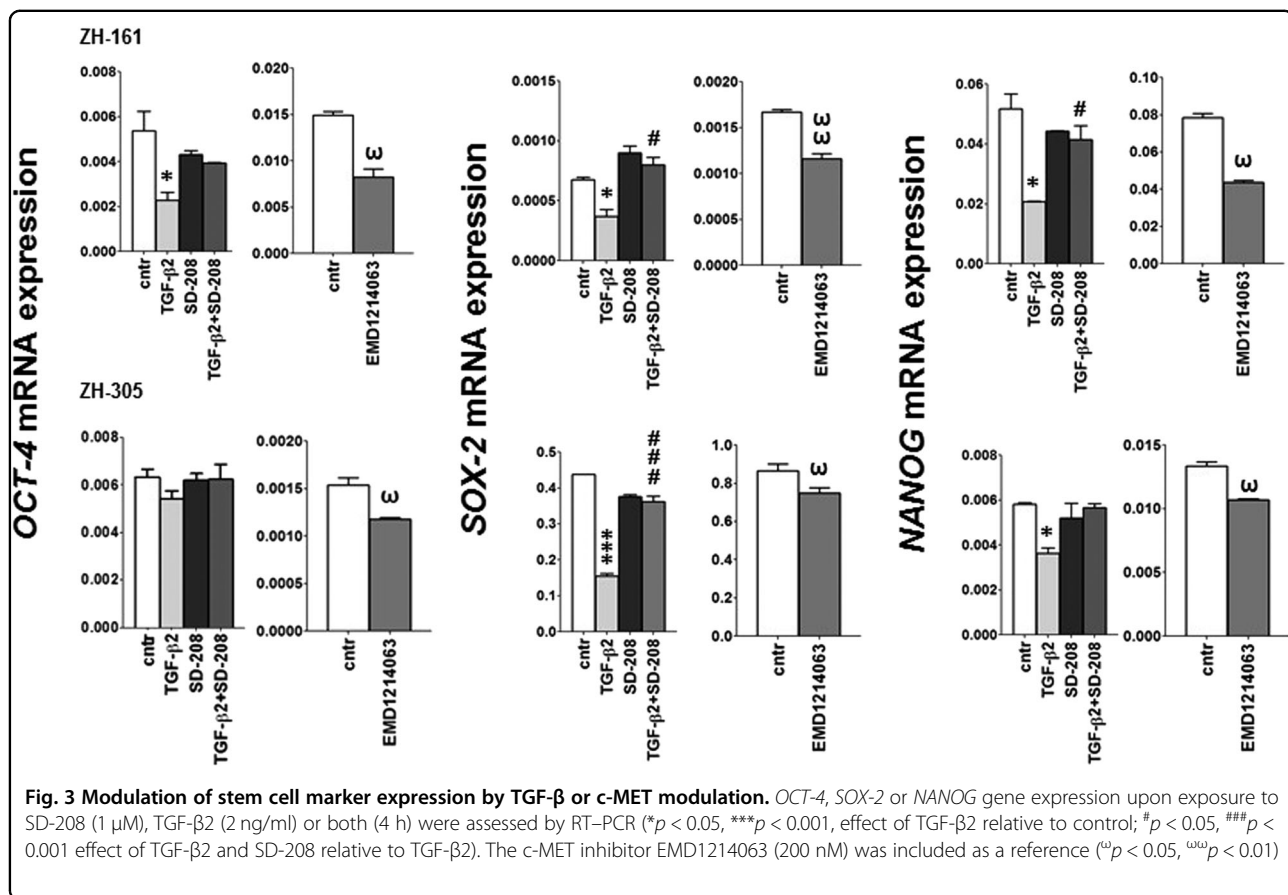 ZH-161
OCT-4 mRNA expression
0.008
0.006
0.004
0.002
0.000
*
cntr
TGF-β2
SD-208
TGF-β2+SD-208
0.020
0.015
0.010
0.005
0.000
ω
cntr
EMD1214063
SOX-2 mRNA expression
0.0015
0.0010
0.0005
0.0000
*
#
cntr
TGF-β2
SD-208
TGF-β2+SD-208
0.0020
0.0015
0.0010
0.0005
0.0000
ωω
cntr
EMD1214063
NANOG mRNA expression
0.06
0.04
0.02
0.00
*
#
cntr
TGF-β2
SD-208
TGF-β2+SD-208
0.10
0.08
0.06
0.04
0.02
0.00
ω
cntr
EMD1214063
ZH-305
0.008
0.006
0.004
0.002
0.000
cntr
TGF-β2
SD-208
TGF-β2+SD-208
0.0020
0.0015
0.0010
0.0005
0.0000
ω
cntr
EMD1214063
0.5
0.4
0.3
0.2
0.1
0.0
***
###
cntr
TGF-β2
SD-208
TGF-β2+SD-208
1.0
0.8
0.6
0.4
0.2
0.0
ω
cntr
EMD1214063
0.008
0.006
0.004
0.002
0.000
*
cntr
TGF-β2
SD-208
TGF-β2+SD-208
0.015
0.010
0.005
0.000
ω
cntr
EMD1214063
Fig. 3 Modulation of stem cell marker expression by TGF-β or c-MET modulation. OCT-4, SOX-2 or NANOG gene expression upon exposure to
SD-208 (1 µM), TGF-β2 (2 ng/ml) or both (4 h) were assessed by RT–PCR (*p < 0.05, ***p < 0.001, effect of TGF-β2 relative to control; #p < 0.05, ###p <
0.001 effect of TGF-β2 and SD-208 relative to TGF-β2). The c-MET inhibitor EMD1214063 (200 nM) was included as a reference (ωp < 0.05, ωωp < 0.01)